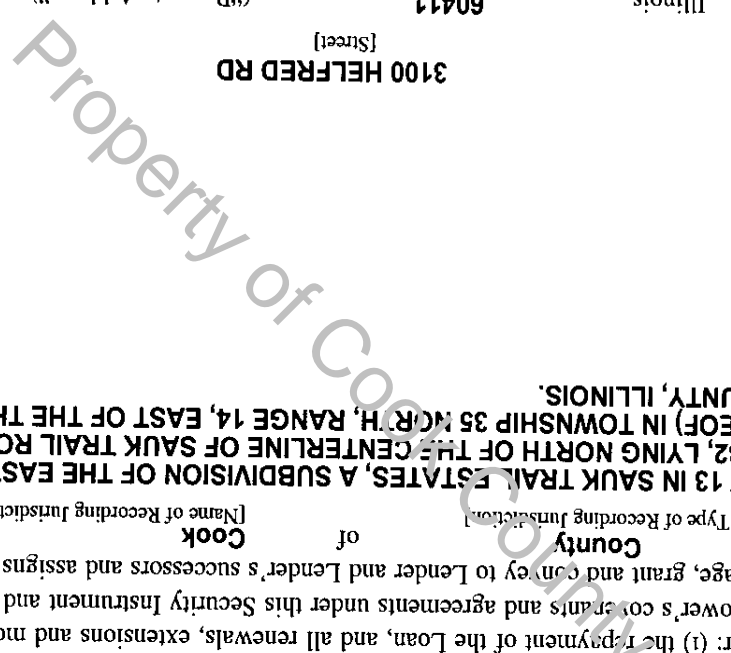 r: (i) the repayment of the Loan, and all renewals, extensions and mo
ower's covenants and agreements under this Security Instrument and
age, grant and convey to Lender and Lender's successors and assigns
County of Cook
Type of Recording Jurisdiction] [Name of Recording Jurisdict
13 IN SAUK TRAIL ESTATES, A SUBDIVISION OF THE EAST
32, LYING NORTH OF THE CENTERLINE OF SAUK TRAIL RO
EOF) IN TOWNSHIP 35 NORTH, RANGE 14, EAST OF THE TH
UNTY, ILLINOIS.
3100 HELFRED RD
[Street]
Illinois 60411
Property of Cook County